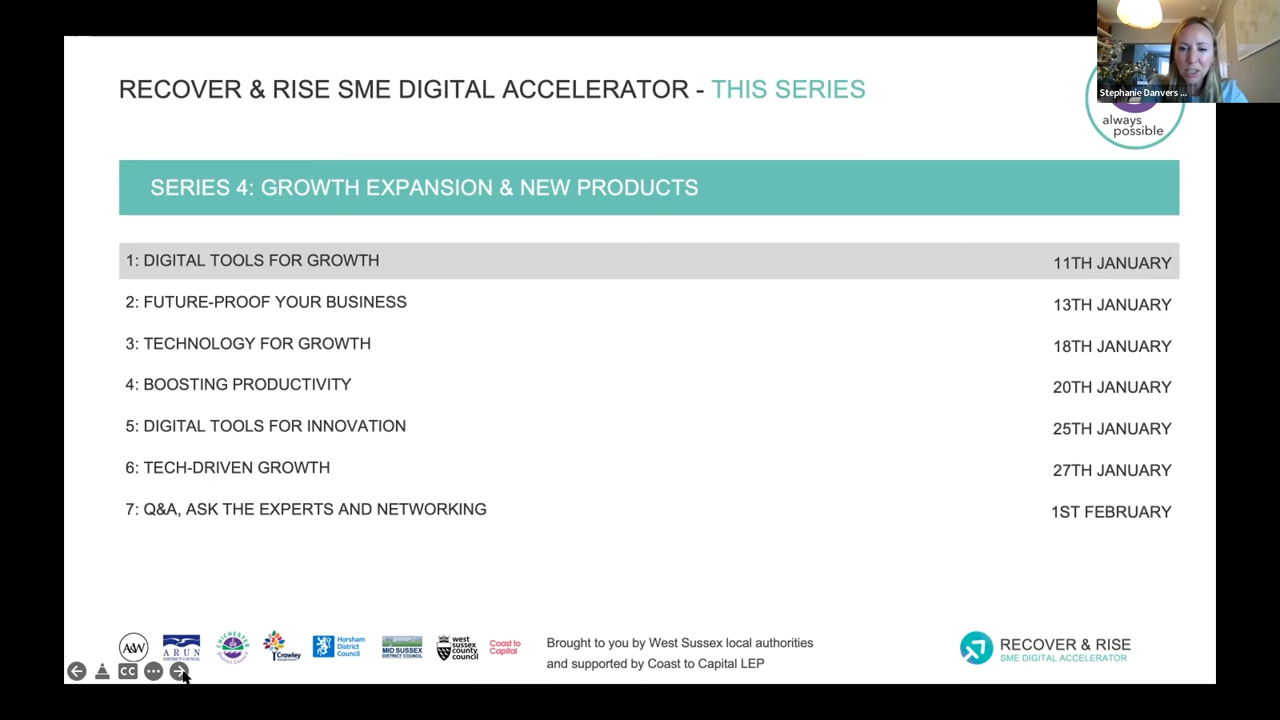 RECOVER & RISE SME DIGITAL ACCELERATOR - THIS SERIES
Stephanie Danvers ...
always
possible
SERIES 4: GROWTH EXPANSION & NEW PRODUCTS
1: DIGITAL TOOLS FOR GROWTH 11TH JANUARY
2: FUTURE-PROOF YOUR BUSINESS 13TH JANUARY
3: TECHNOLOGY FOR GROWTH 18TH JANUARY
4: BOOSTING PRODUCTIVITY 20TH JANUARY
5: DIGITAL TOOLS FOR INNOVATION 25TH JANUARY
6: TECH-DRIVEN GROWTH 27TH JANUARY
7: Q&A, ASK THE EXPERTS AND NETWORKING 1ST FEBRUARY
A&W
ARUN
DISTRICT COUNCIL
CHICHESTER
Crawley
Horsham
District
Council
MID SUSSEX
DISTRICT COUNCIL
west
sussex
county
council
Coast to
Capital
Brought to you by West Sussex local authorities
and supported by Coast to Capital LEP
RECOVER & RISE
SME DIGITAL ACCELERATOR
CC